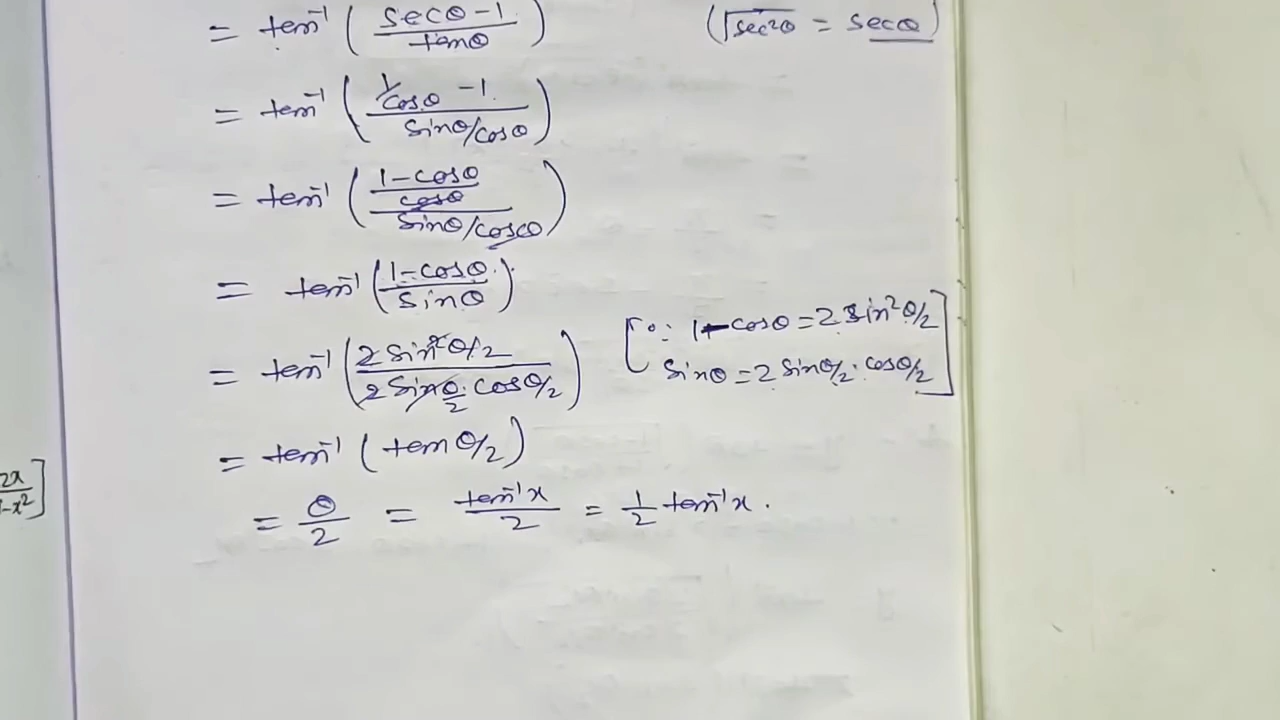 = tan⁻¹ ( secθ - 1 / tanθ ) (√sec²θ = secθ)
= tan⁻¹ ( 1/cosθ - 1 / sinθ/cosθ )
= tan⁻¹ ( 1-cosθ / cosθ / sinθ/cosθ )
= tan⁻¹ ( 1-cosθ / sinθ )
= tan⁻¹ ( 2 sin²θ/2 / 2 sinθ/2 . cosθ/2 ) [∵ 1-cosθ = 2 sin²θ/2
sinθ = 2 sinθ/2 . cosθ/2]
= tan⁻¹ ( tan θ/2 )
2x / 1-x² ]
= θ/2 = tan⁻¹x / 2 = 1/2 tan⁻¹x .